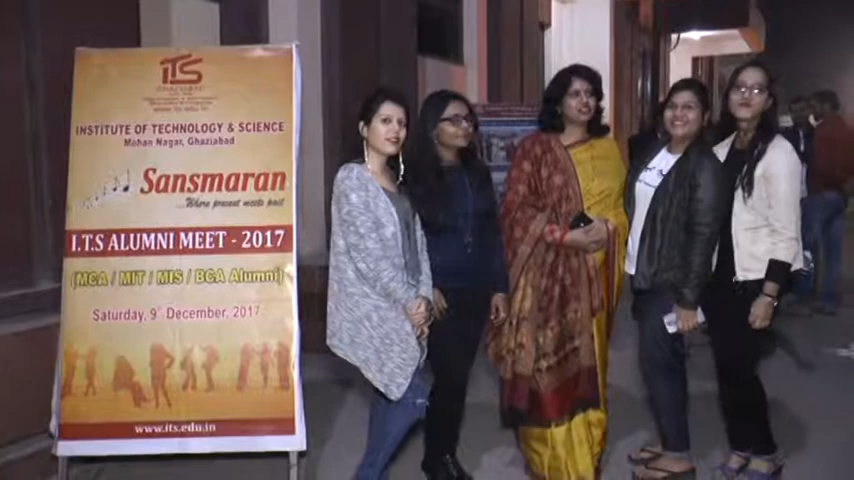 ITS
GHAZIABAD
INSTITUTE OF TECHNOLOGY & SCIENCE
MOHAN NAGAR, GHAZIABAD
Sansmaran
...Where present meets past
I.T.S ALUMNI MEET - 2017
(MCA / MIT / MIS / BCA Alumni)
Saturday, 9th December, 2017
www.its.edu.in